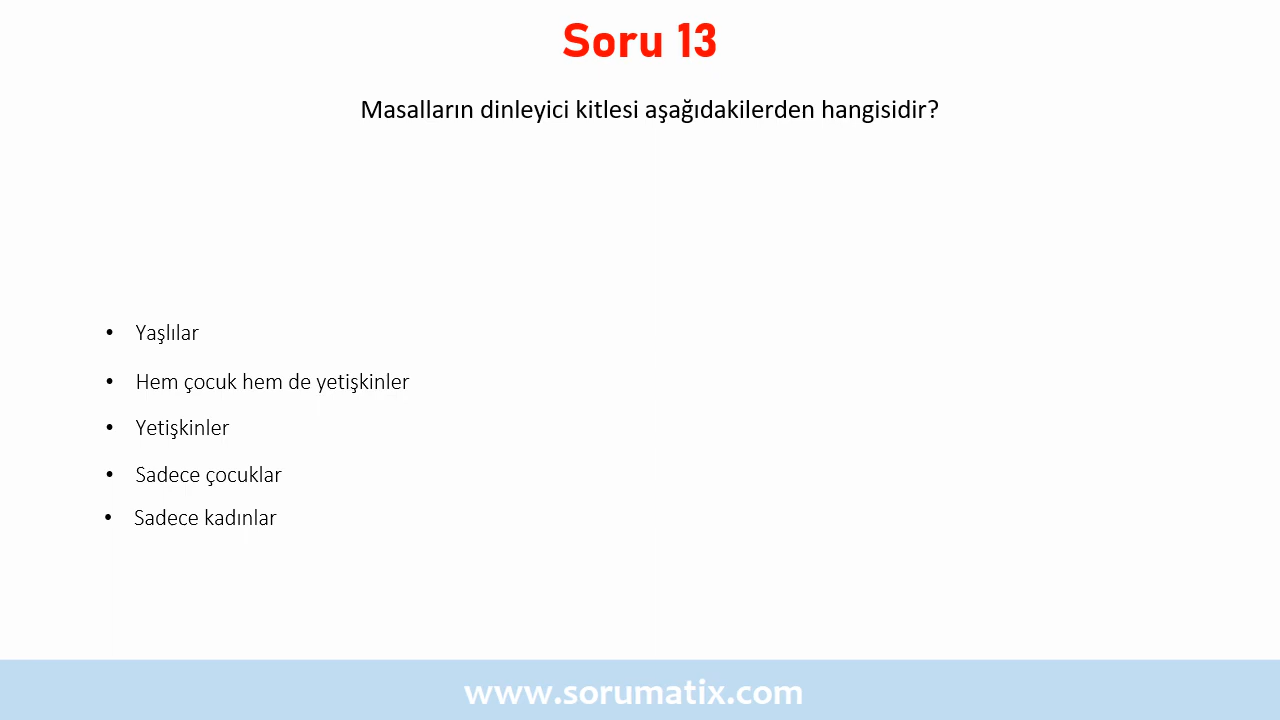 Soru 13
Masalların dinleyici kitlesi aşağıdakilerden hangisidir?
• Yaşlılar
• Hem çocuk hem de yetişkinler
• Yetişkinler
• Sadece çocuklar
• Sadece kadınlar
www.sorumatix.com